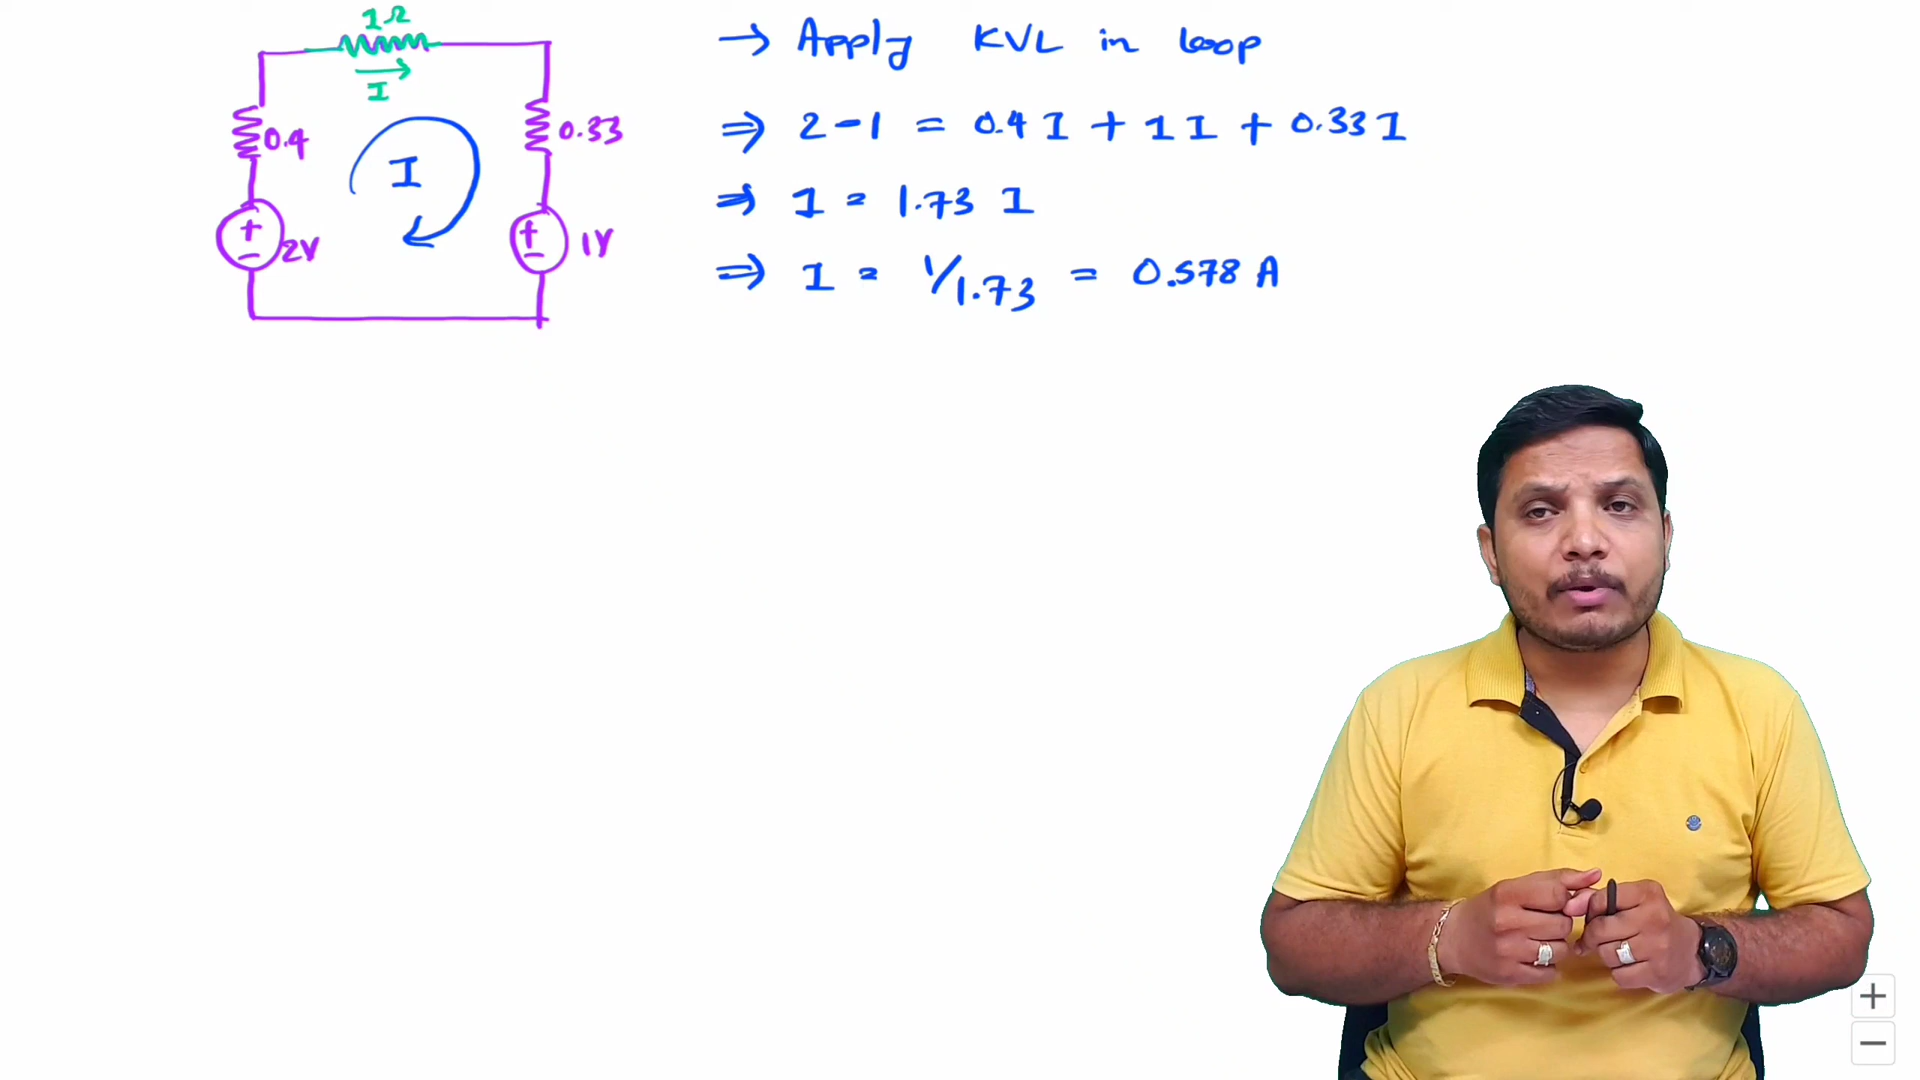 1Ω
I
0.4
0.33
I
+
-
2V
+
-
1V
→ Apply KVL in loop
⇒ 2-1 = 0.4 I + 1 I + 0.33 I
⇒ 1 = 1.73 I
⇒ I = 1/1.73 = 0.578 A
+
−